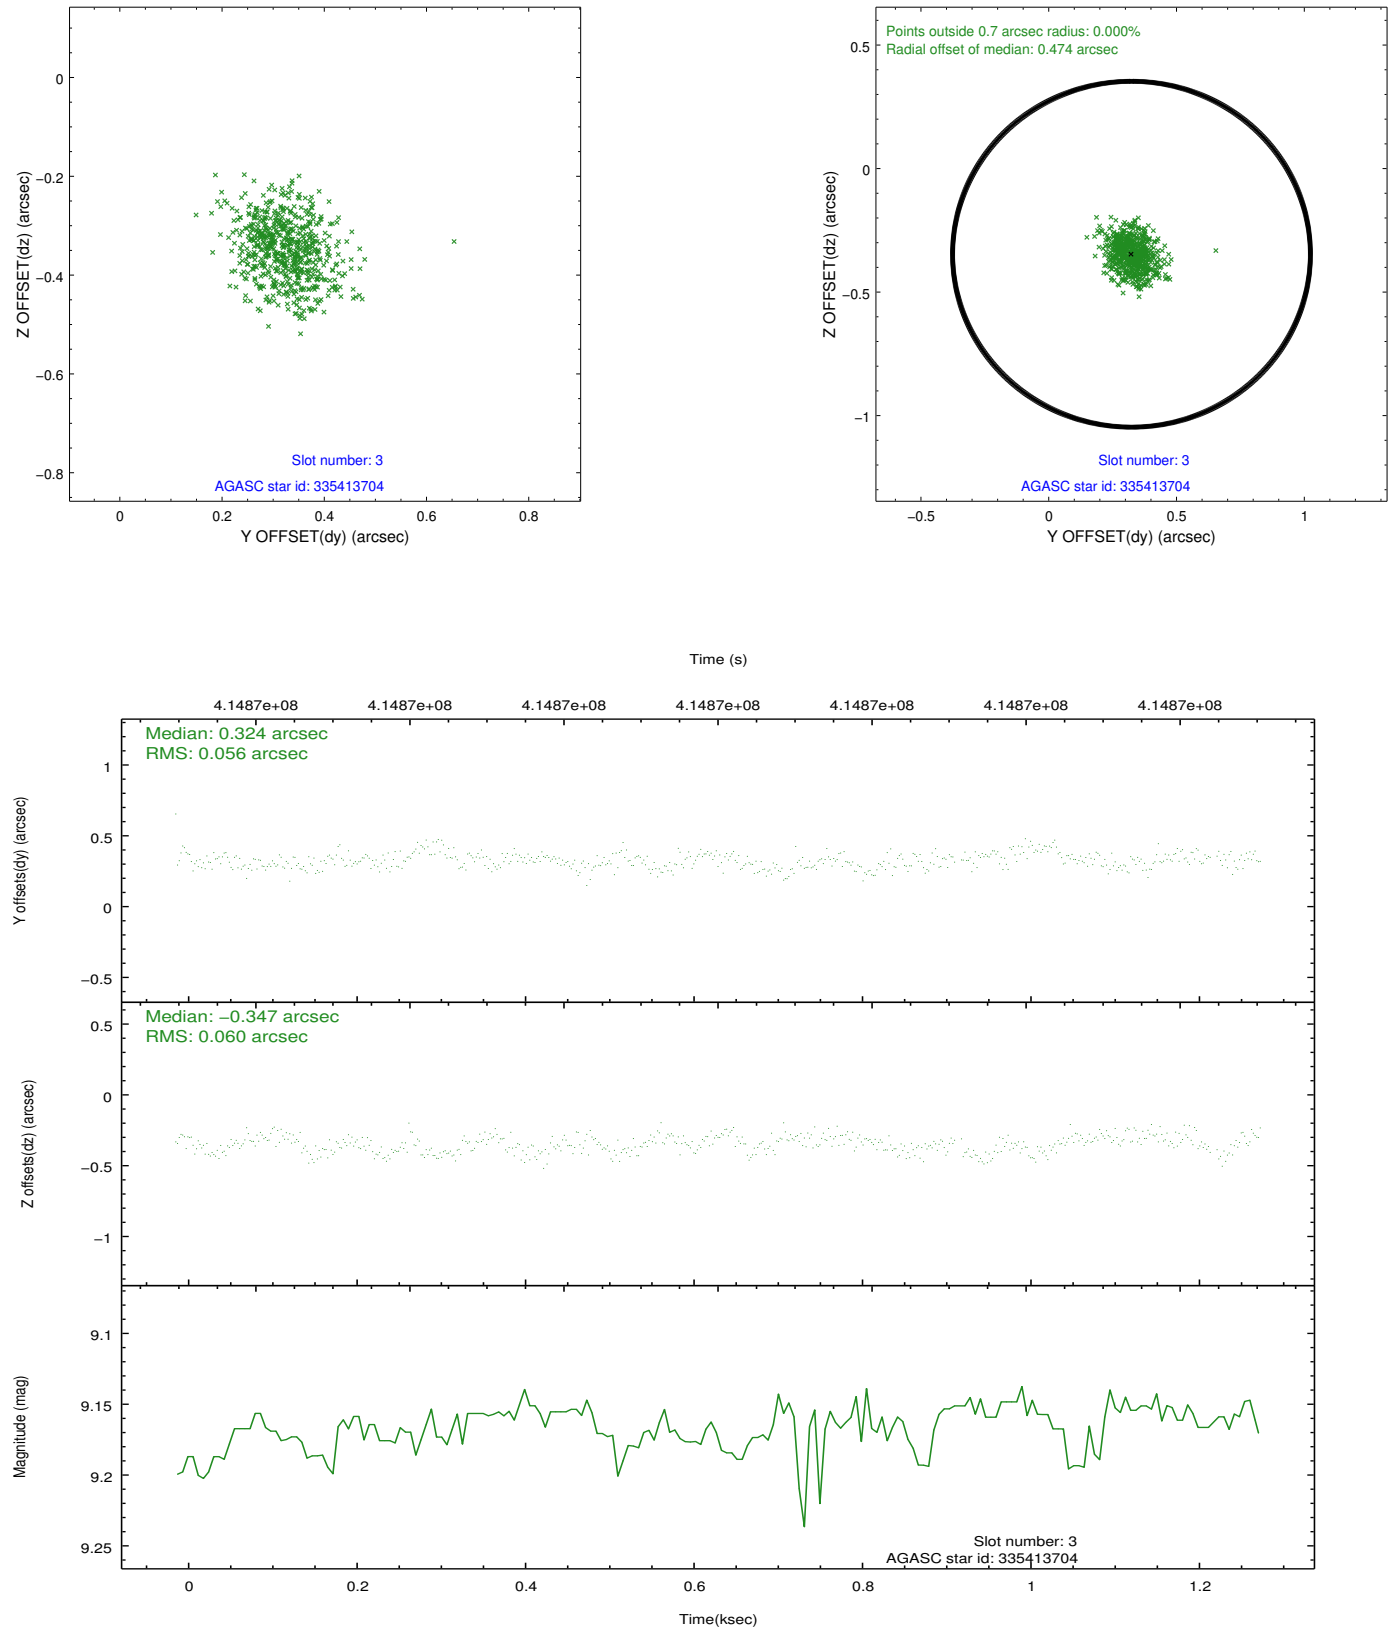 0
−0.2
−0.4
−0.6
−0.8
Z OFFSET(dz) (arcsec)
Slot number: 3
AGASC star id: 335413704
0
0.2
0.4
0.6
0.8
Y OFFSET(dy) (arcsec)
Points outside 0.7 arcsec radius: 0.000%
Radial offset of median: 0.474 arcsec
0.5
0
−0.5
−1
Z OFFSET(dz) (arcsec)
Slot number: 3
AGASC star id: 335413704
−0.5
0
0.5
1
Y OFFSET(dy) (arcsec)
Time (s)
4.1487e+08
4.1487e+08
4.1487e+08
4.1487e+08
4.1487e+08
4.1487e+08
4.1487e+08
Median: 0.324 arcsec
RMS: 0.056 arcsec
1
0.5
0
−0.5
Y offsets(dy) (arcsec)
Median: −0.347 arcsec
RMS: 0.060 arcsec
0.5
0
−0.5
−1
Z offsets(dz) (arcsec)
9.1
9.15
9.2
9.25
Magnitude (mag)
Slot number: 3
AGASC star id: 335413704
0
0.2
0.4
0.6
0.8
1
1.2
Time(ksec)